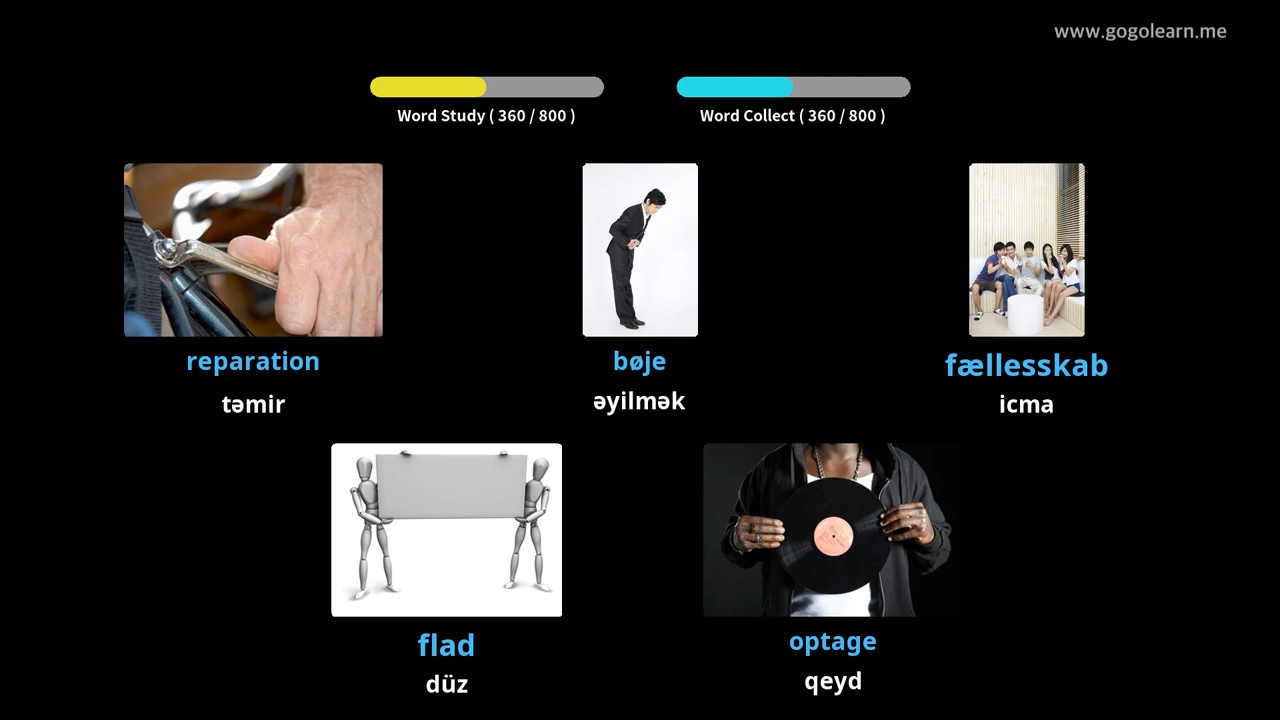 www.gogolearn.me
Word Study ( 360 / 800 )
Word Collect ( 360 / 800 )
reparation
təmir
bøje
əyilmək
fællesskab
icma
flad
düz
optage
qeyd